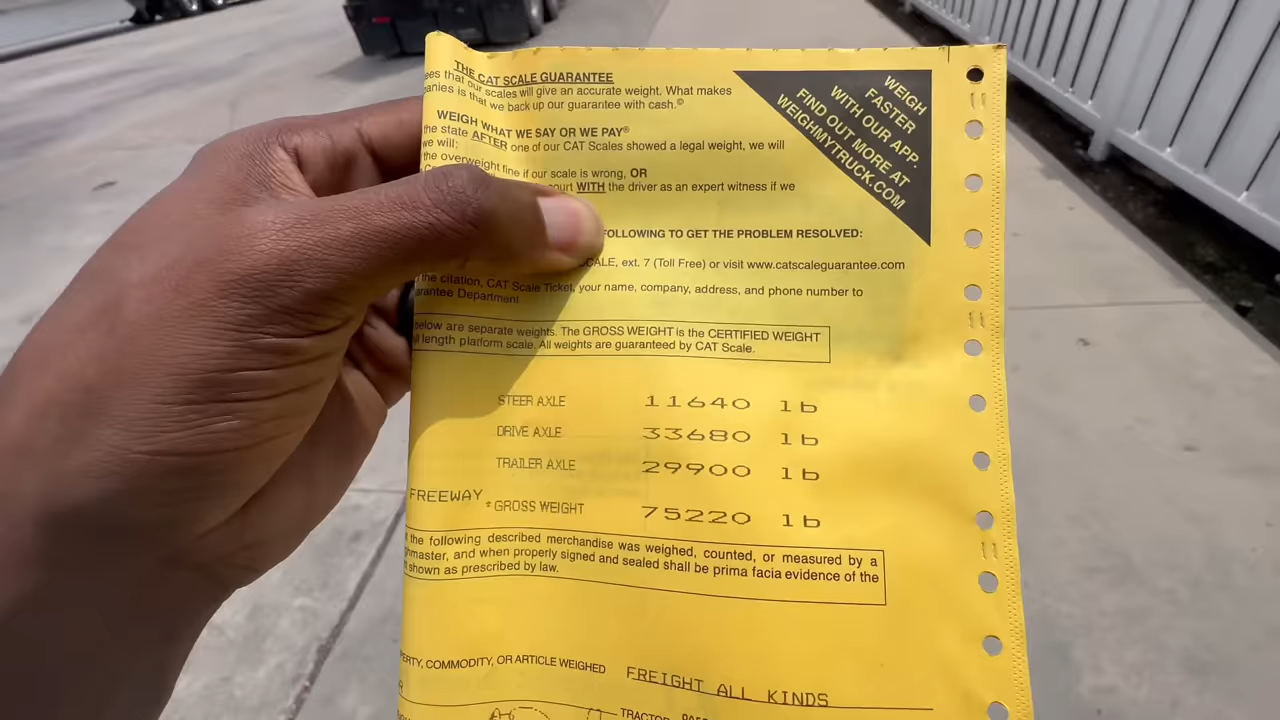 THE CAT SCALE GUARANTEE
ees that our scales will give an accurate weight. What makes
anies is that we back up our guarantee with cash.©
WEIGH WHAT WE SAY OR WE PAY®
the state AFTER one of our CAT Scales showed a legal weight, we will
we will:
the overweight fine if our scale is wrong, OR
ourt WITH the driver as an expert witness if we
WEIGH
FASTER
WITH OUR APP.
FIND OUT MORE AT
WEIGHMYTRUCK.COM
FOLLOWING TO GET THE PROBLEM RESOLVED:
CALE, ext. 7 (Toll Free) or visit www.catscaleguarantee.com
the citation, CAT Scale Ticket, your name, company, address, and phone number to
arantee Department
below are separate weights. The GROSS WEIGHT is the CERTIFIED WEIGHT
ll length platform scale. All weights are guaranteed by CAT Scale.
STEER AXLE 11640 lb
DRIVE AXLE 33680 lb
TRAILER AXLE 29900 lb
FREEWAY
* GROSS WEIGHT 75220 lb
t the following described merchandise was weighed, counted, or measured by a
hmaster, and when properly signed and sealed shall be prima facia evidence of the
t shown as prescribed by law.
PERTY, COMMODITY, OR ARTICLE WEIGHED FREIGHT ALL KINDS
R
TRACTOR